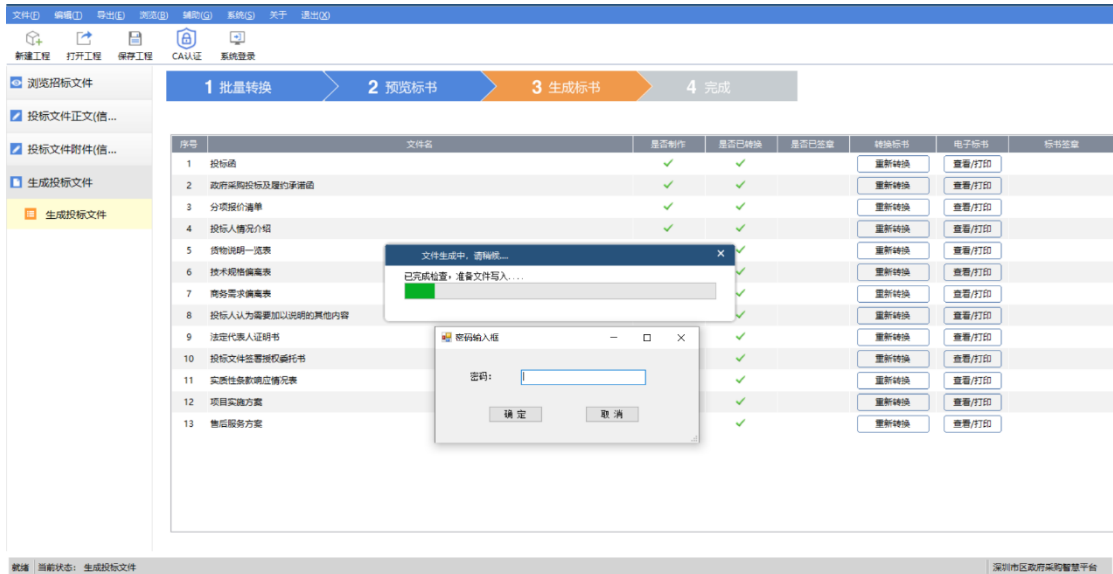 文件(F) 编辑(I) 导出(E) 浏览(B) 辅助(G) 系统(S) 关于 退出(X)
新建工程 打开工程 保存工程 CA认证 系统登录
浏览招标文件
投标文件正文(信...
投标文件附件(信...
生成投标文件
生成投标文件
1 批量转换 2 预览标书 3 生成标书 4 完成
序号 文件名 是否制作 是否已转换 是否已签章 转换标书 电子标书 标书签章
1 投标函 重新转换 查看/打印
2 政府采购投标及履约承诺函 重新转换 查看/打印
3 分项报价清单 重新转换 查看/打印
4 投标人情况介绍 重新转换 查看/打印
5 货物说明一览表 重新转换 查看/打印
6 技术规格偏离表 重新转换 查看/打印
7 商务需求偏离表 重新转换 查看/打印
8 投标人认为需要加以说明的其他内容 重新转换 查看/打印
9 法定代表人证明书 重新转换 查看/打印
10 投标文件签署授权委托书 重新转换 查看/打印
11 实质性条款响应情况表 重新转换 查看/打印
12 项目实施方案 重新转换 查看/打印
13 售后服务方案 重新转换 查看/打印
文件生成中，请稍候...
已完成检查，准备文件写入....
密码输入框
密码：
确 定 取 消
就绪 当前状态： 生成投标文件 深圳市区政府采购智慧平台